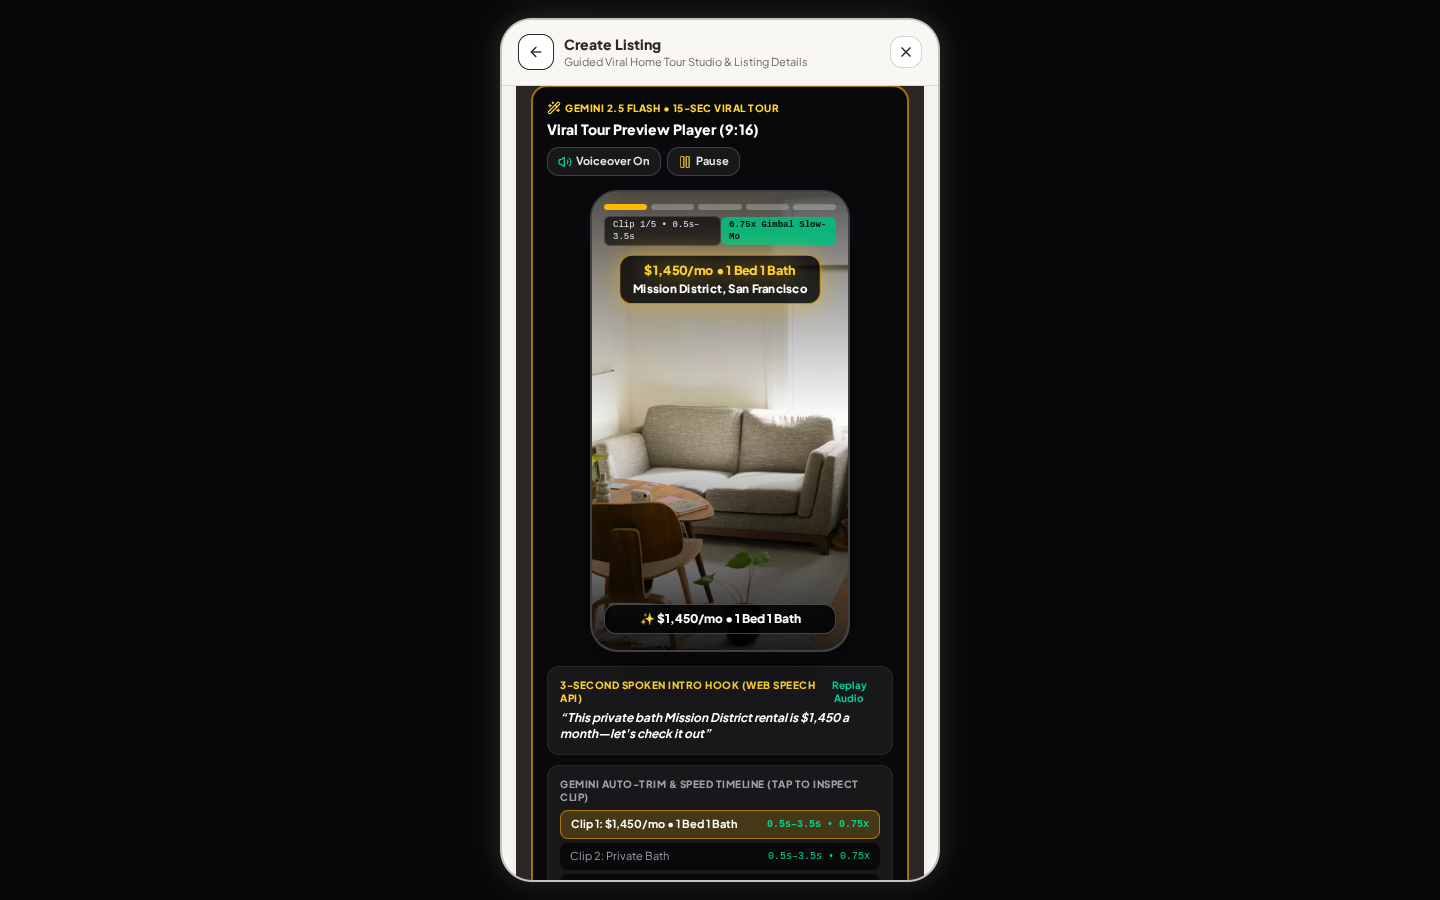 Create Listing
Guided Viral Home Tour Studio & Listing Details
GEMINI 2.5 FLASH • 15-SEC VIRAL TOUR
Viral Tour Preview Player (9:16)
Voiceover On
Pause
Clip 1/5 • 0.5s–
3.5s
0.75x Gimbal Slow-
Mo
$1,450/mo • 1 Bed 1 Bath
Mission District, San Francisco
✨ $1,450/mo • 1 Bed 1 Bath
3-SECOND SPOKEN INTRO HOOK (WEB SPEECH
API)
Replay
Audio
“This private bath Mission District rental is $1,450 a
month—let's check it out”
GEMINI AUTO-TRIM & SPEED TIMELINE (TAP TO INSPECT
CLIP)
Clip 1: $1,450/mo • 1 Bed 1 Bath
0.5s–3.5s • 0.75x
Clip 2: Private Bath
0.5s–3.5s • 0.75x